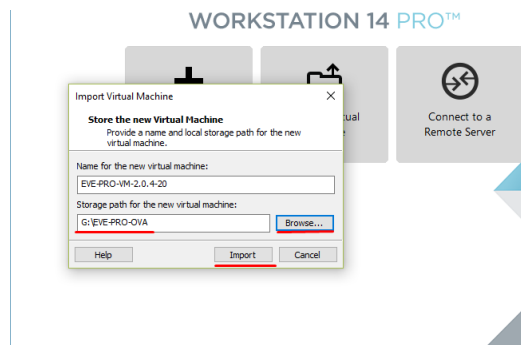 WORKSTATION 14 PRO™
Import Virtual Machine
Store the new Virtual Machine
Provide a name and local storage path for the new
virtual machine.
Name for the new virtual machine:
EVE-PRO-VM-2.0.4-20
Storage path for the new virtual machine:
G:\EVE-PRO-OVA
Browse...
Help
Import
Cancel
Connect to a
Remote Server